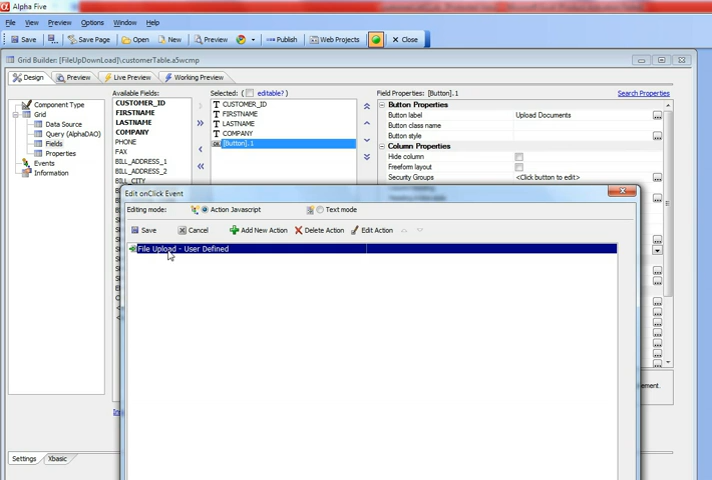 Alpha Five
File View Preview Options Window Help
Save Save Page Open New Preview Publish Web Projects Close
Grid Builder: [FileUpDownLoad]\customerTable.a5wcmp
Design Preview Live Preview Working Preview
Available Fields: Selected: ( editable? ) Field Properties: [Button].1 Search Properties
Component Type
Grid
Data Source
Query (AlphaDAO)
Fields
Properties
Events
Information
CUSTOMER_ID
FIRSTNAME
LASTNAME
COMPANY
PHONE
FAX
BILL_ADDRESS_1
BILL_ADDRESS_2
BILL_CITY
CUSTOMER_ID
FIRSTNAME
LASTNAME
COMPANY
[Button].1
Button Properties
Button label Upload Documents
Button class name
Button style
Column Properties
Hide column
Freeform layout
Security Groups <Click button to edit>
Edit onClick Event
Editing mode: Action Javascript Text mode
Save Cancel Add New Action Delete Action Edit Action
File Upload - User Defined
Settings Xbasic